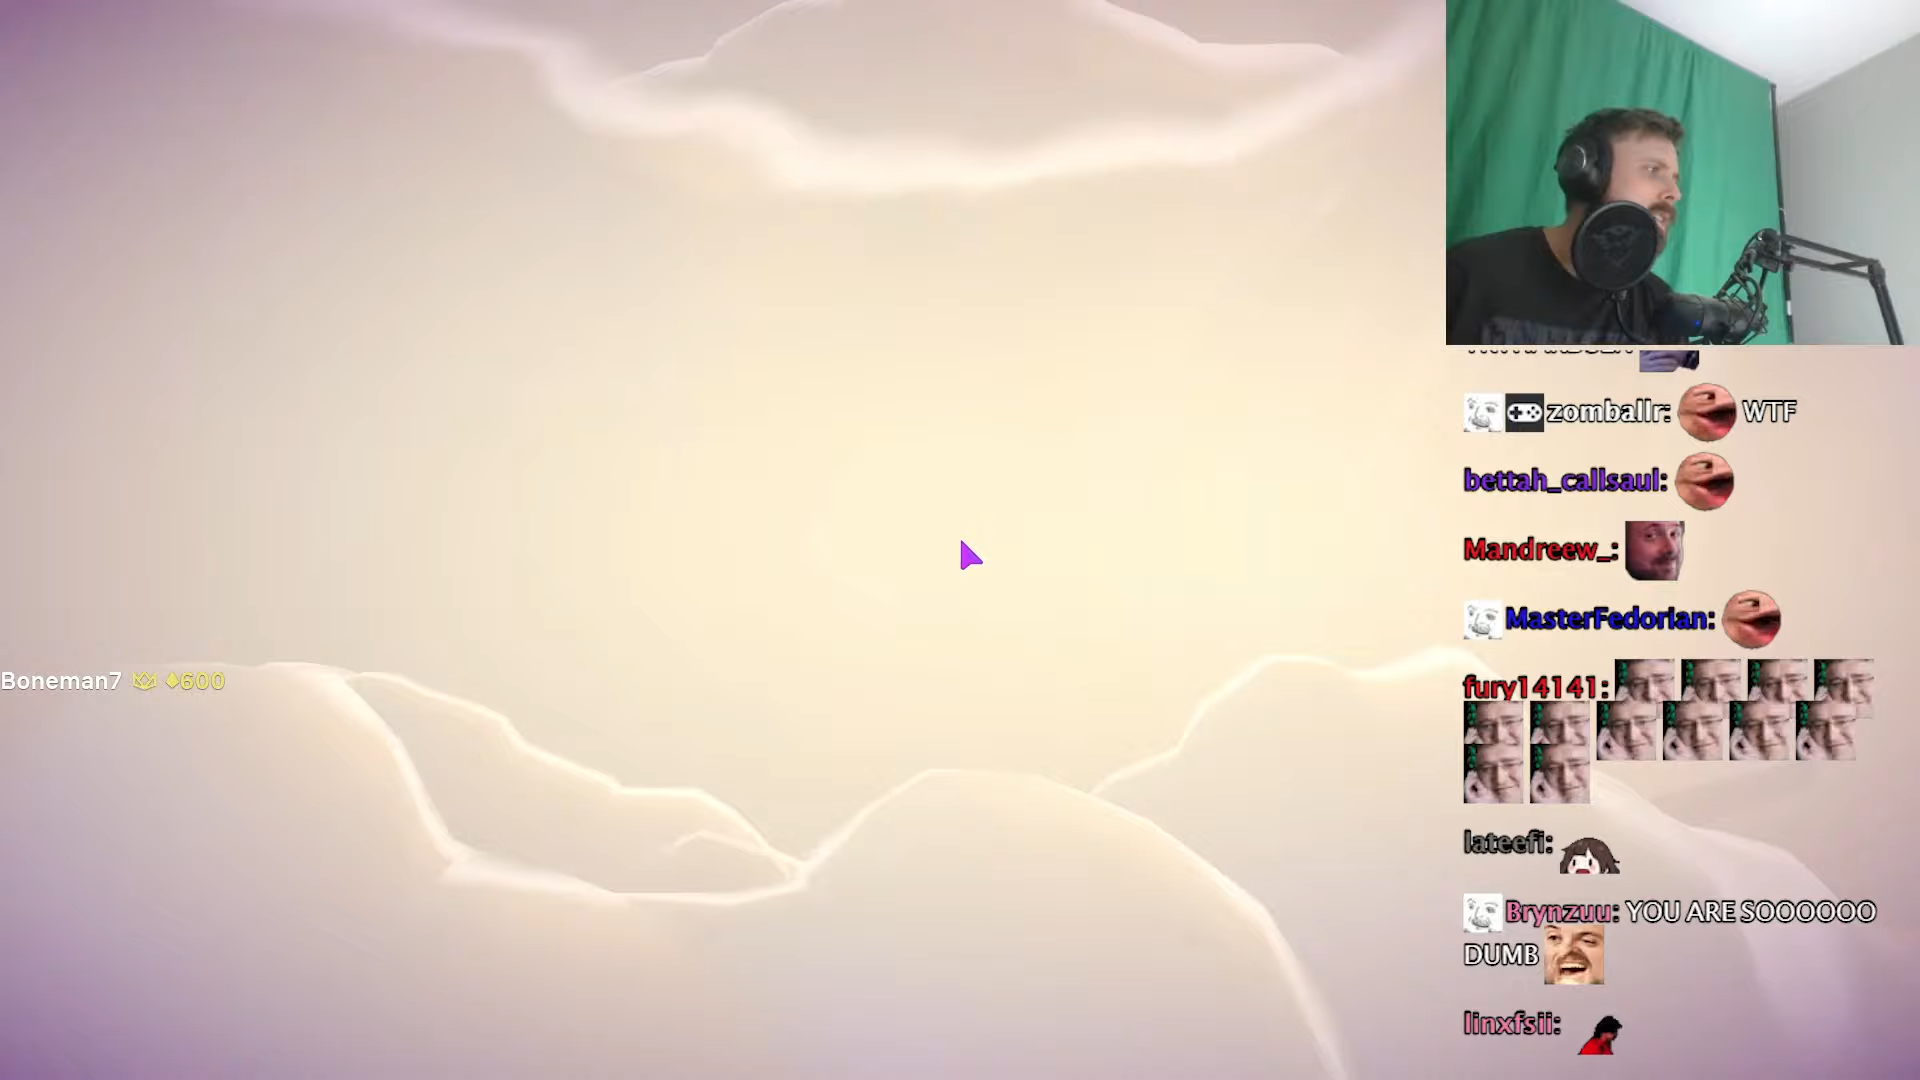 Boneman7 600
zomballr: WTF
bettah_callsaul:
Mandreew_:
MasterFedorian:
fury14141:
lateefi:
Brynzuu: YOU ARE SOOOOOO
DUMB
linxfsii: